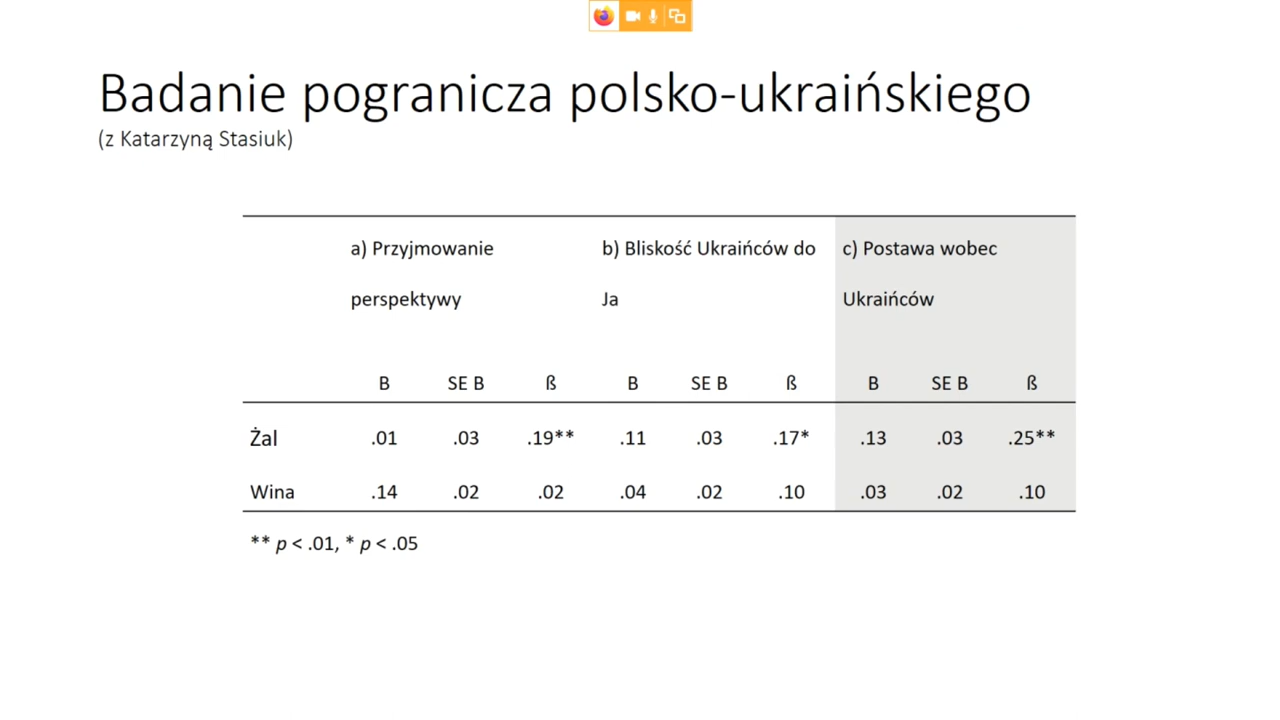 Badanie pogranicza polsko-ukraińskiego
(z Katarzyną Stasiuk)
a) Przyjmowanie perspektywy
b) Bliskość Ukraińców do Ja
c) Postawa wobec Ukraińców
B SE B ß B SE B ß B SE B ß
Żal .01 .03 .19** .11 .03 .17* .13 .03 .25**
Wina .14 .02 .02 .04 .02 .10 .03 .02 .10
** p < .01, * p < .05